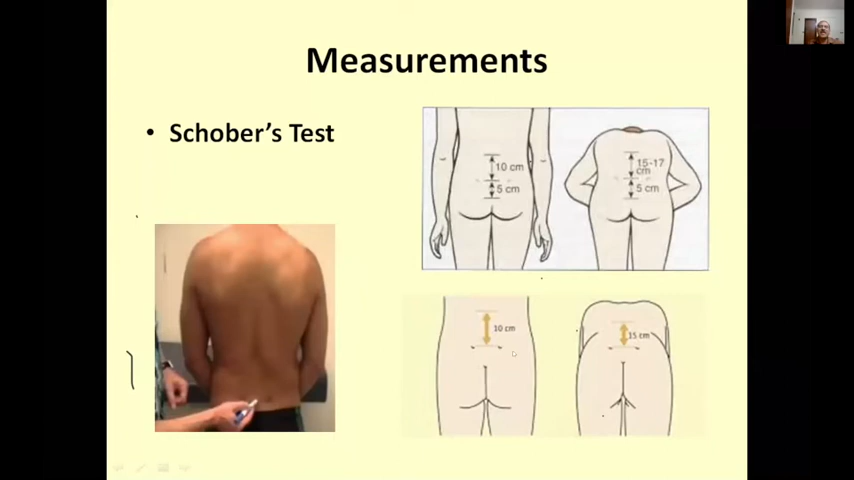 Measurements
• Schober's Test
10 cm
5 cm
15-17
cm
5 cm
10 cm
15 cm